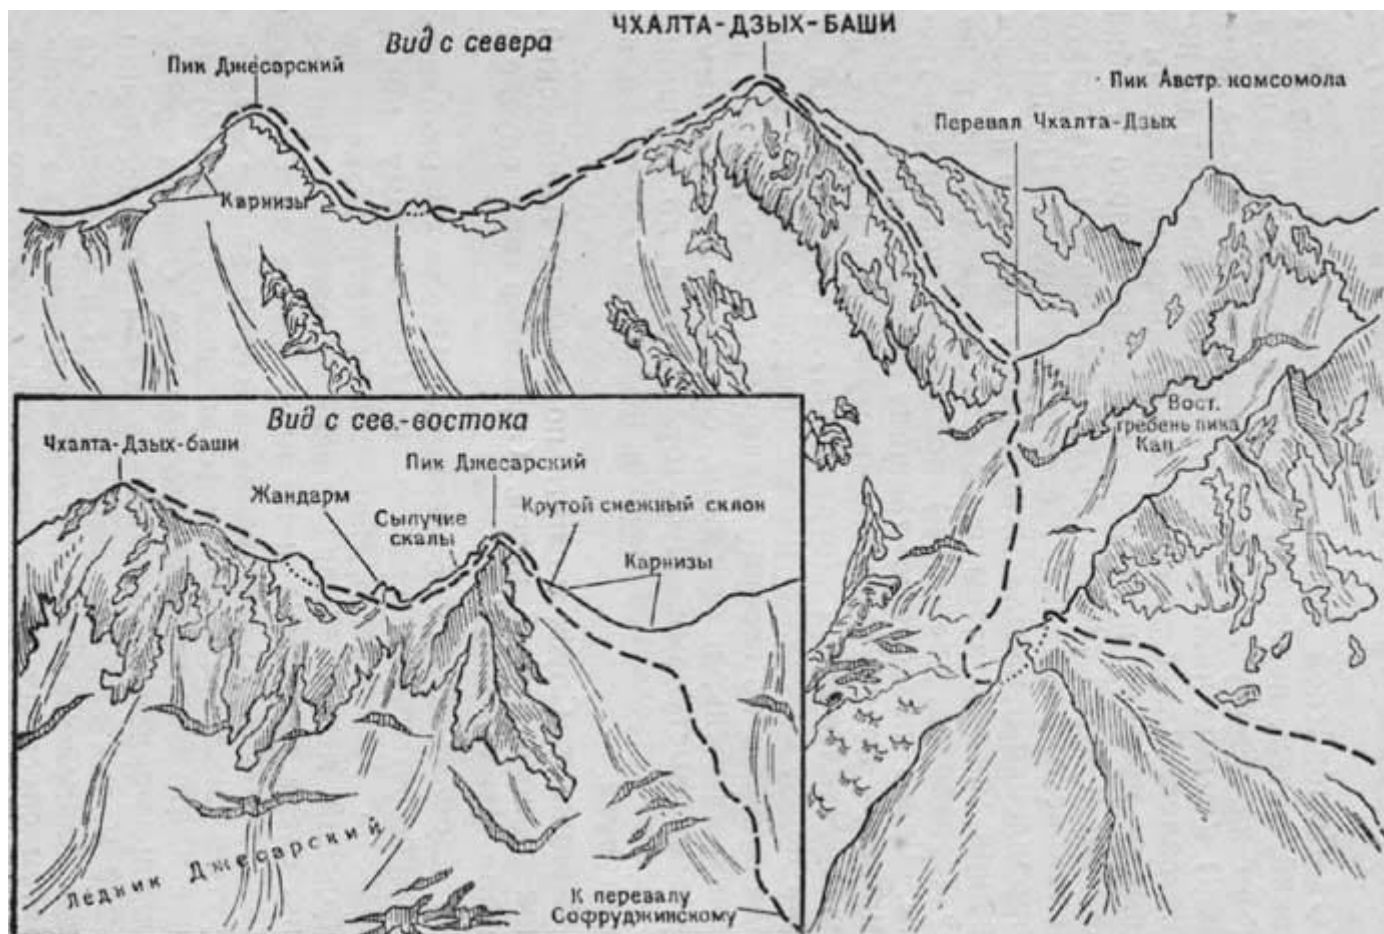 Вид с севера
ЧХАЛТА-ДЗЫХ-БАШИ
Пик Джесарский
Пик Австр. комсомола
Перевал Чхалта-Дзых
Карнизы
Вост.
гребень пика
Кап.
Вид с сев.-востока
Чхалта-Дзых-баши
Пик Джесарский
Жандарм
Сыпучие
скалы
Крутой снежный склон
Карнизы
Ледник Джесарский
К перевалу
Софруджинскому